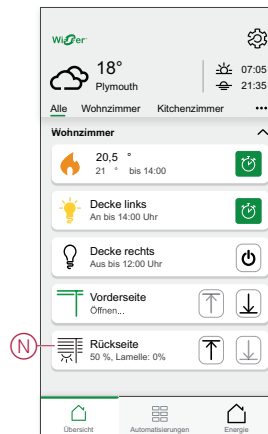 Wiser
18°
Plymouth
07:05
21:35
Alle Wohnzimmer Kitchenzimmer •••
Wohnzimmer
20,5 °
21 ° bis 14:00
Decke links
An bis 14:00 Uhr
Decke rechts
Aus bis 12:00 Uhr
Vorderseite
Öffnen...
N
Rückseite
50 %, Lamelle: 0%
Übersicht Automatisierungen Energie